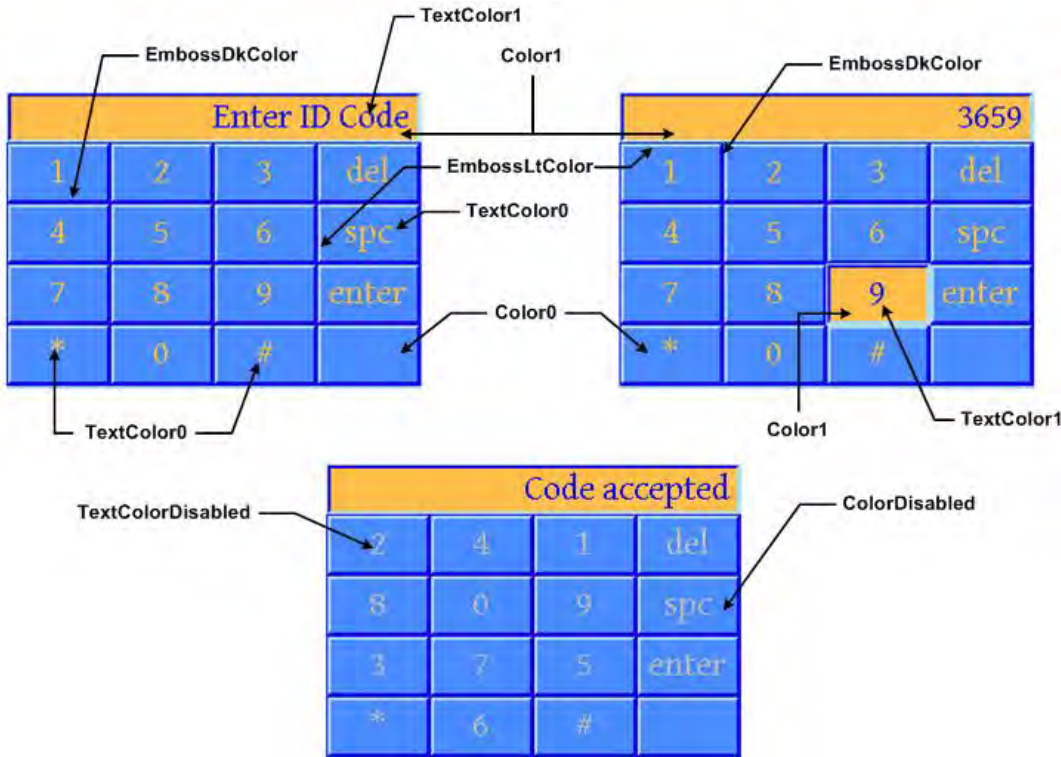 TextColor1
EmbossDkColor
Color1
EmbossDkColor
Enter ID Code
3659
1 2 3 del
EmbossLtColor
1 2 3 del
4 5 6 spc
TextColor0
4 5 6 spc
7 8 9 enter
Color0
7 8 9 enter
* 0 #
* 0 #
TextColor0
Color1
TextColor1
Code accepted
TextColorDisabled
ColorDisabled
2 4 1 del
8 0 9 spc
3 7 5 enter
* 6 #